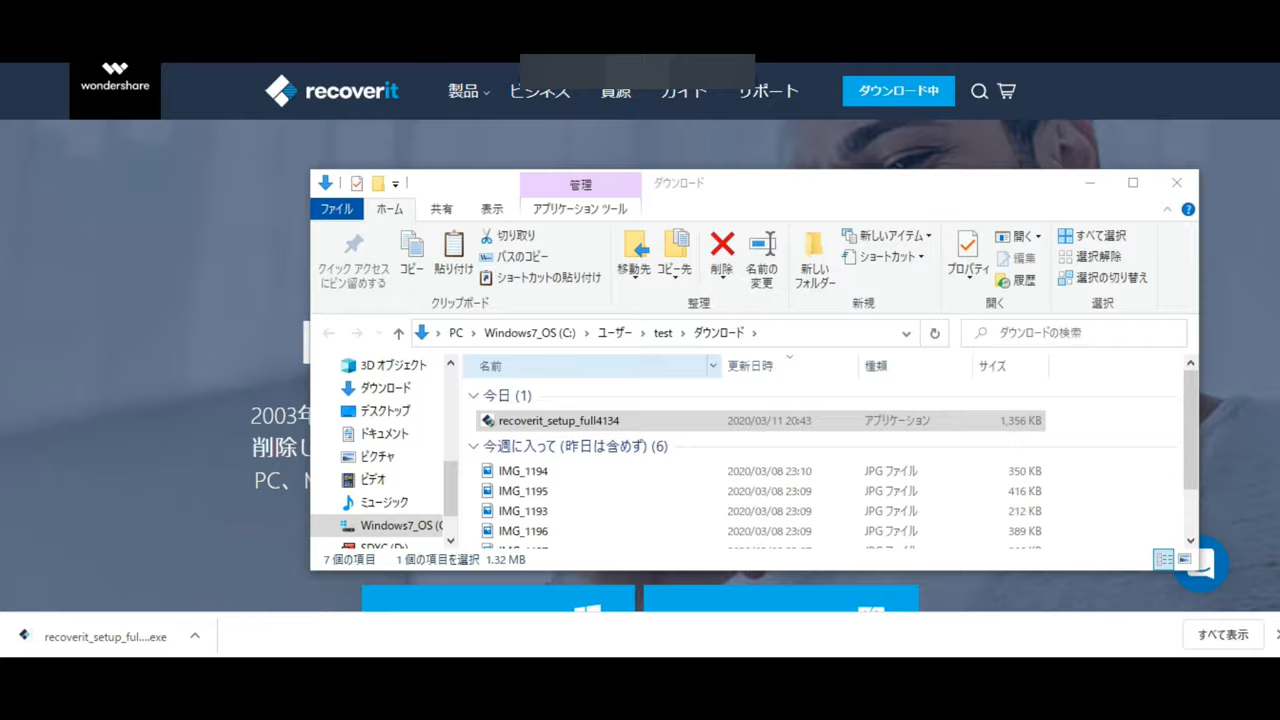 wondershare
recoverit 製品 ビジネス 資源 ガイド サポート ダウンロード中
管理 ダウンロード
ファイル ホーム 共有 表示 アプリケーション ツール
クイック アクセス
にピン留めする
コピー
貼り付け
切り取り
パスのコピー
ショートカットの貼り付け
クリップボード
移動先
コピー先
削除
名前の
変更
整理
新しい
フォルダー
新しいアイテム
ショートカット
新規
プロパティ
開く
編集
履歴
開く
すべて選択
選択解除
選択の切り替え
選択
PC Windows7_OS (C:) ユーザー test ダウンロード
ダウンロードの検索
3D オブジェクト
ダウンロード
デスクトップ
ドキュメント
ピクチャ
ビデオ
ミュージック
Windows7_OS (C
SDXC (D:)
名前 更新日時 種類 サイズ
今日 (1)
recoverit_setup_full4134 2020/03/11 20:43 アプリケーション 1,356 KB
今週に入って (昨日は含めず) (6)
IMG_1194 2020/03/08 23:10 JPG ファイル 350 KB
IMG_1195 2020/03/08 23:09 JPG ファイル 416 KB
IMG_1193 2020/03/08 23:09 JPG ファイル 212 KB
IMG_1196 2020/03/08 23:09 JPG ファイル 389 KB
7 個の項目 1 個の項目を選択 1.32 MB
2003年
削除し
PC、M
recoverit_setup_ful....exe
すべて表示